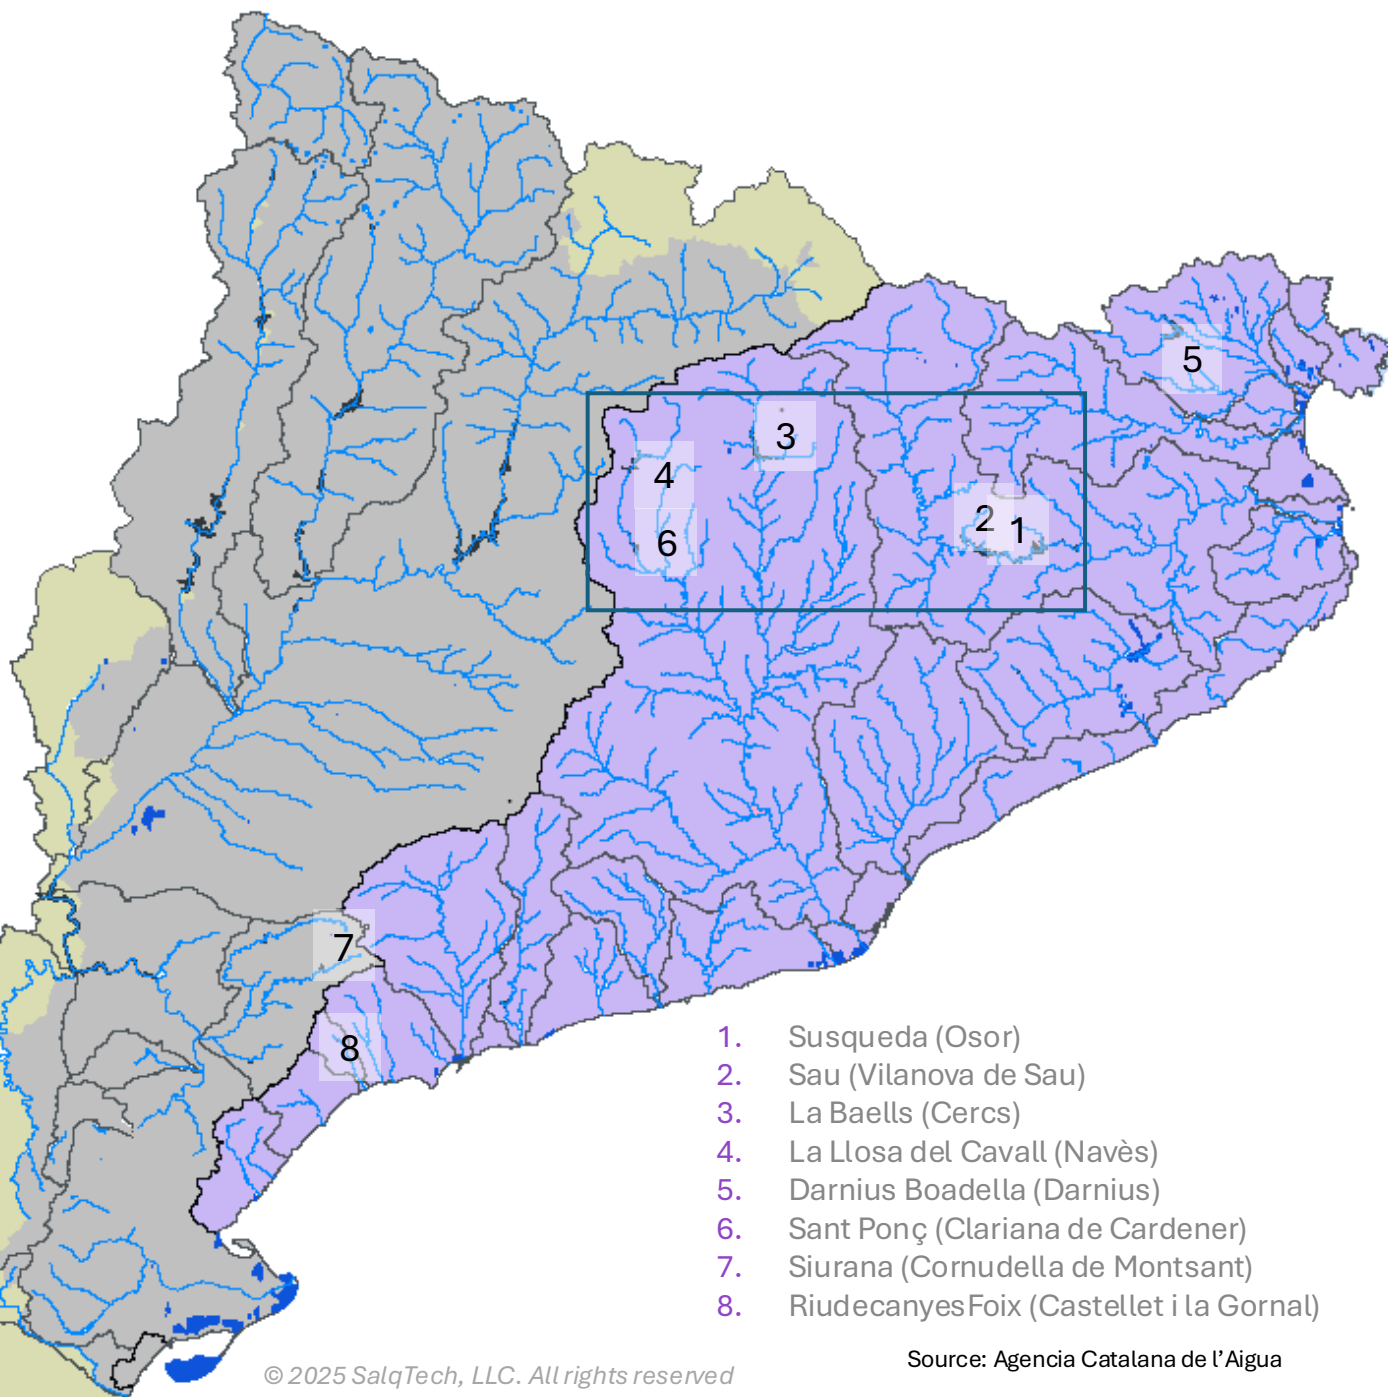 5
3
4
2
1
6
7
8
1. Susqueda (Osor)
2. Sau (Vilanova de Sau)
3. La Baells (Cercs)
4. La Llosa del Cavall (Navès)
5. Darnius Boadella (Darnius)
6. Sant Ponç (Clariana de Cardener)
7. Siurana (Cornudella de Montsant)
8. RiudecanyesFoix (Castellet i la Gornal)
Source: Agencia Catalana de l’Aigua
© 2025 SalqTech, LLC. All rights reserved